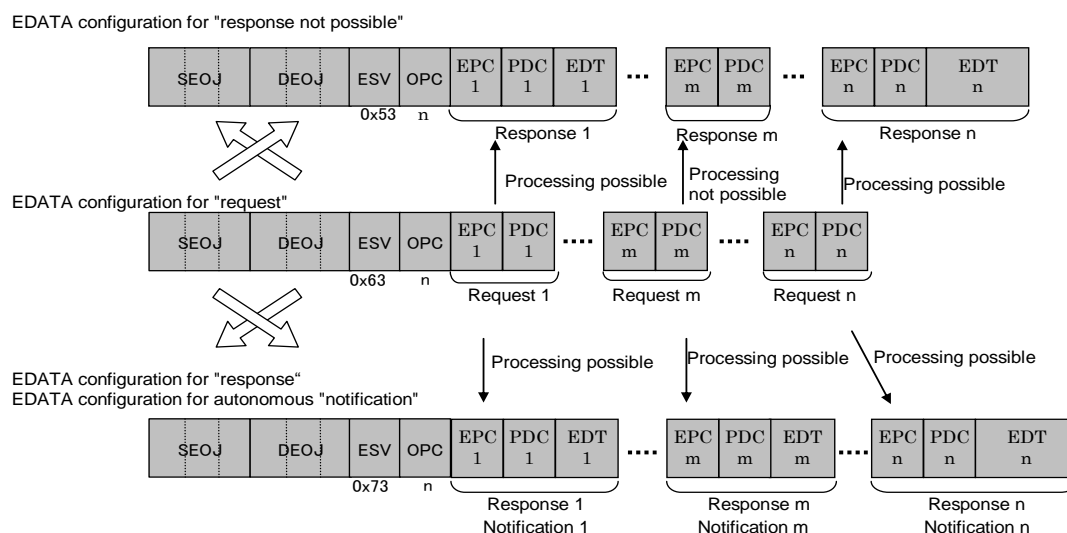 EDATA configuration for "response not possible"
SEOJ DEOJ ESV OPC EPC 1 PDC 1 EDT 1 EPC m PDC m EPC n PDC n EDT n
0x53 n
Response 1 Response m Response n
Processing possible Processing not possible Processing possible
EDATA configuration for "request"
SEOJ DEOJ ESV OPC EPC 1 PDC 1 EPC m PDC m EPC n PDC n
0x63 n
Request 1 Request m Request n
Processing possible Processing possible Processing possible
EDATA configuration for "response“
EDATA configuration for autonomous "notification"
SEOJ DEOJ ESV OPC EPC 1 PDC 1 EDT 1 EPC m PDC m EDT m EPC n PDC n EDT n
0x73 n
Response 1 Response m Response n
Notification 1 Notification m Notification n